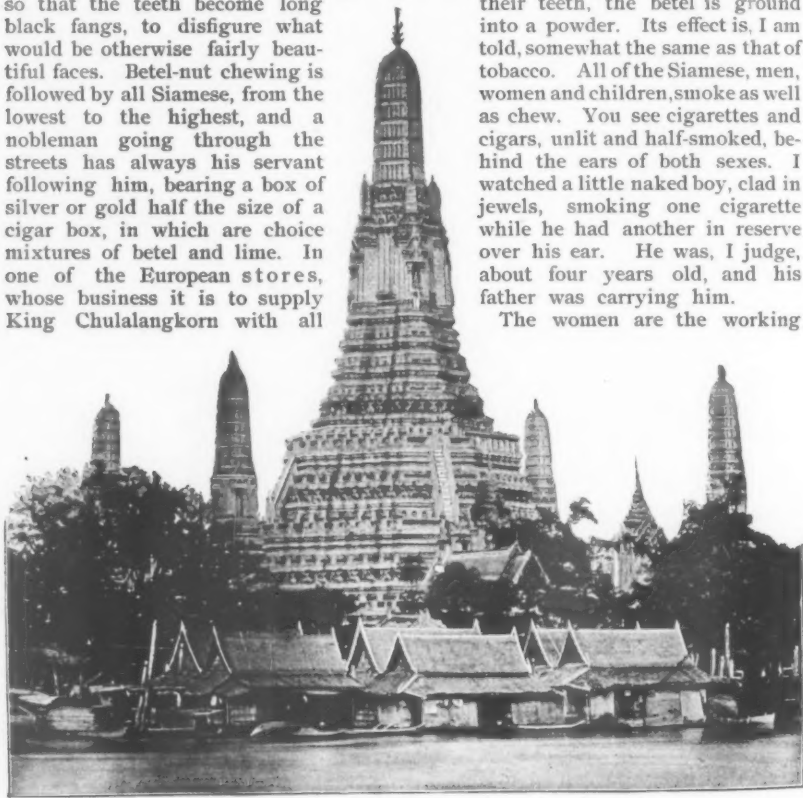 so that the teeth become long
black fangs, to disfigure what
would be otherwise fairly beau-
tiful faces. Betel-nut chewing is
followed by all Siamese, from the
lowest to the highest, and a
nobleman going through the
streets has always his servant
following him, bearing a box of
silver or gold half the size of a
cigar box, in which are choice
mixtures of betel and lime. In
one of the European stores,
whose business it is to supply
King Chulalangkorn with all
their teeth, the betel is ground
into a powder. Its effect is, I am
told, somewhat the same as that of
tobacco. All of the Siamese, men,
women and children, smoke as well
as chew. You see cigarettes and
cigars, unlit and half-smoked, be-
hind the ears of both sexes. I
watched a little naked boy, clad in
jewels, smoking one cigarette
while he had another in reserve
over his ear. He was, I judge,
about four years old, and his
father was carrying him.
The women are the working